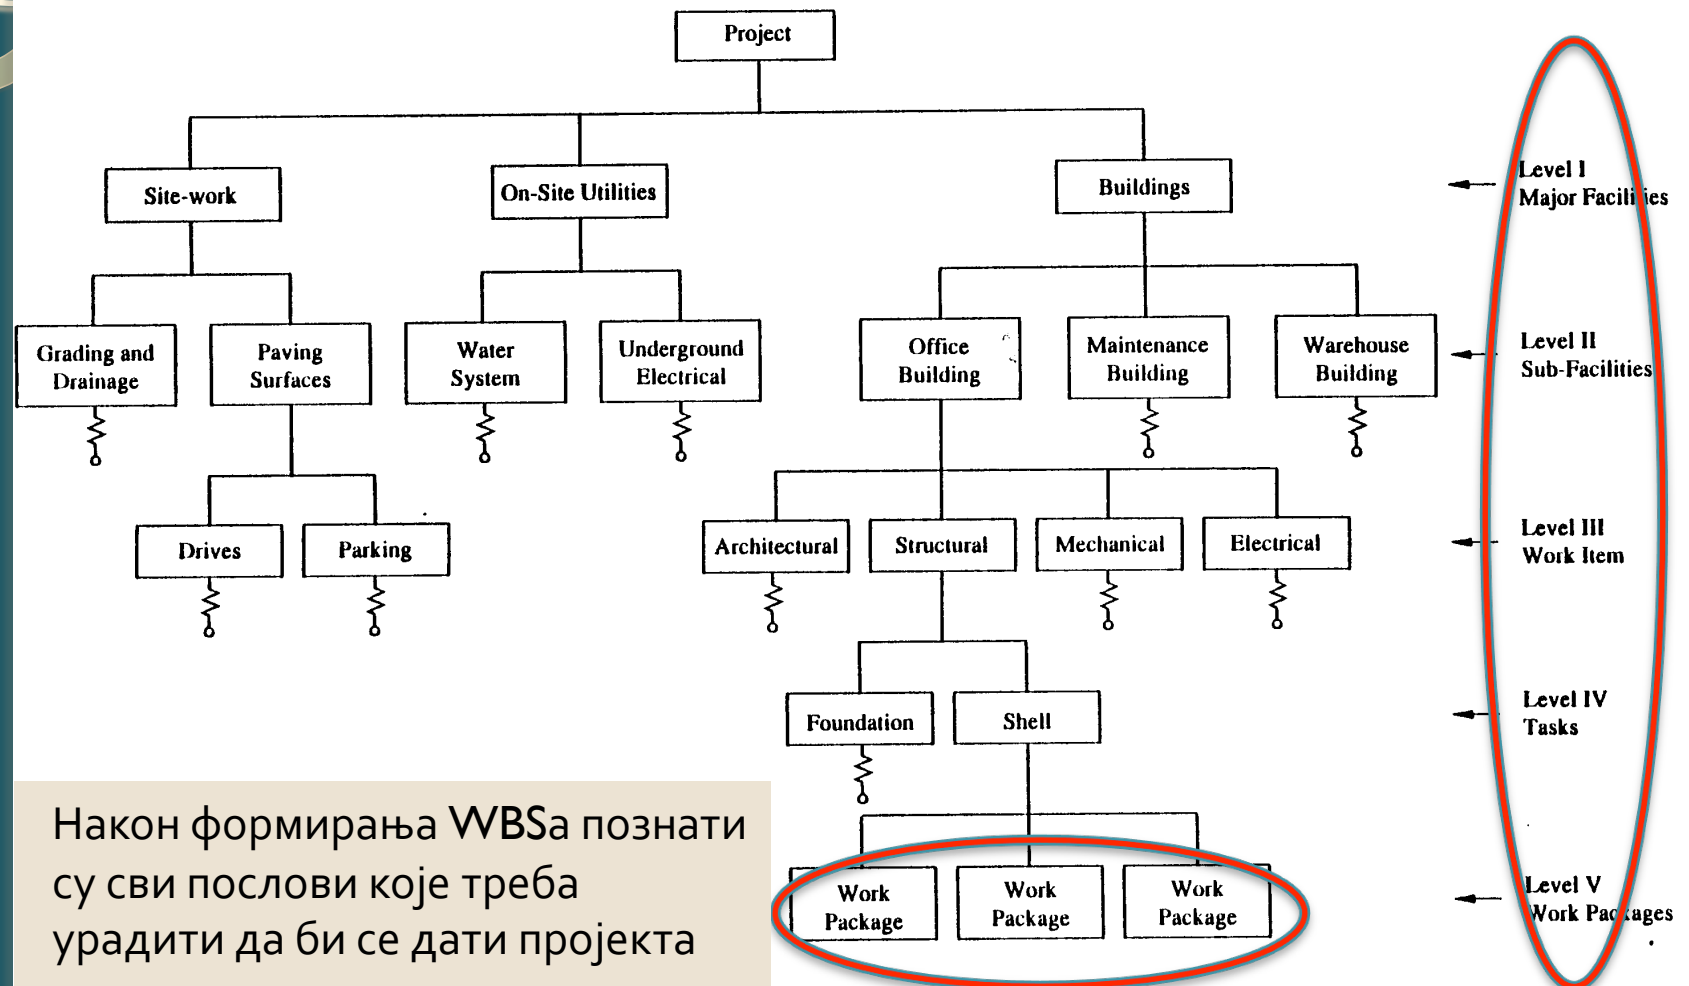 Project
Site-work
On-Site Utilities
Buildings
Level I
Major Facilities
Grading and
Drainage
Paving
Surfaces
Water
System
Underground
Electrical
Office
Building
Maintenance
Building
Warehouse
Building
Level II
Sub-Facilities
Drives
Parking
Architectural
Structural
Mechanical
Electrical
Level III
Work Item
Foundation
Shell
Level IV
Tasks
Work
Package
Work
Package
Work
Package
Level V
Work Packages
Након формирања WBSа познати
су сви послови које треба
урадити да би се дати пројекта